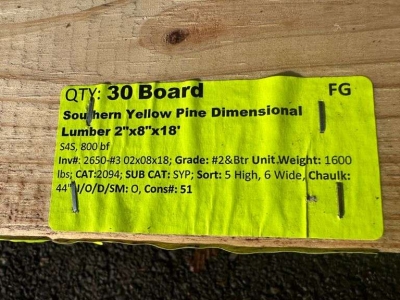 QTY: 30 Board FG
Southern Yellow Pine Dimensional
Lumber 2"x8"x18'
S4S, 800 bf
Inv#: 2650-#3 02x08x18; Grade: #2&Btr Unit.Weight: 1600
lbs; CAT:2094; SUB CAT: SYP; Sort: 5 High, 6 Wide, Chaulk:
44" I/O/D/SM: O, Cons#: 51